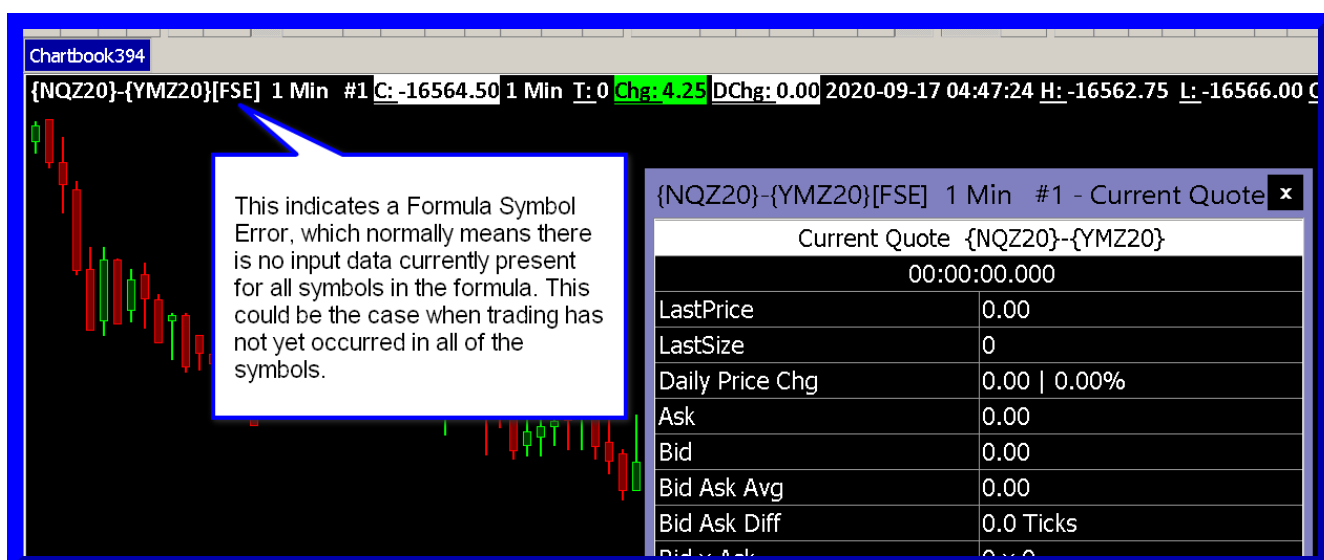 Chartbook394
{NQZ20}-{YMZ20}[FSE] 1 Min #1 C: -16564.50 1 Min T: 0 Chg: 4.25 DChg: 0.00 2020-09-17 04:47:24 H: -16562.75 L: -16566.00
This indicates a Formula Symbol
Error, which normally means there
is no input data currently present
for all symbols in the formula. This
could be the case when trading has
not yet occurred in all of the
symbols.
{NQZ20}-{YMZ20}[FSE] 1 Min #1 - Current Quote x
Current Quote {NQZ20}-{YMZ20}
00:00:00.000
LastPrice 0.00
LastSize 0
Daily Price Chg 0.00 | 0.00%
Ask 0.00
Bid 0.00
Bid Ask Avg 0.00
Bid Ask Diff 0.0 Ticks